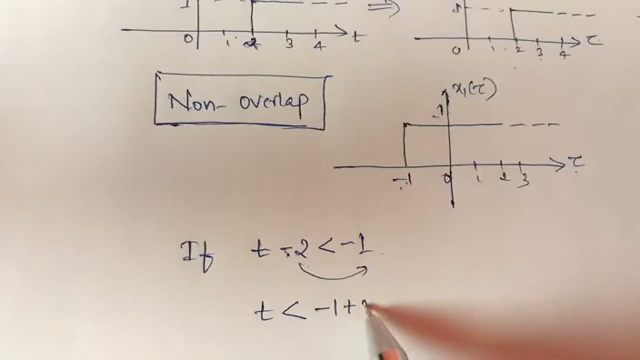 1 1
0 1 2 3 4 t ⇒ 0 1 2 3 4 τ
Non-overlap
x₁(τ)
1
-1 0 1 2 3 τ
If t - 2 < -1
t < -1 +